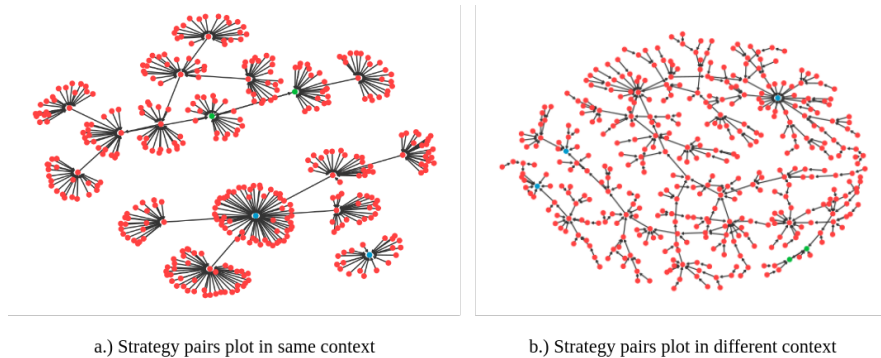 a.) Strategy pairs plot in same context
b.) Strategy pairs plot in different context